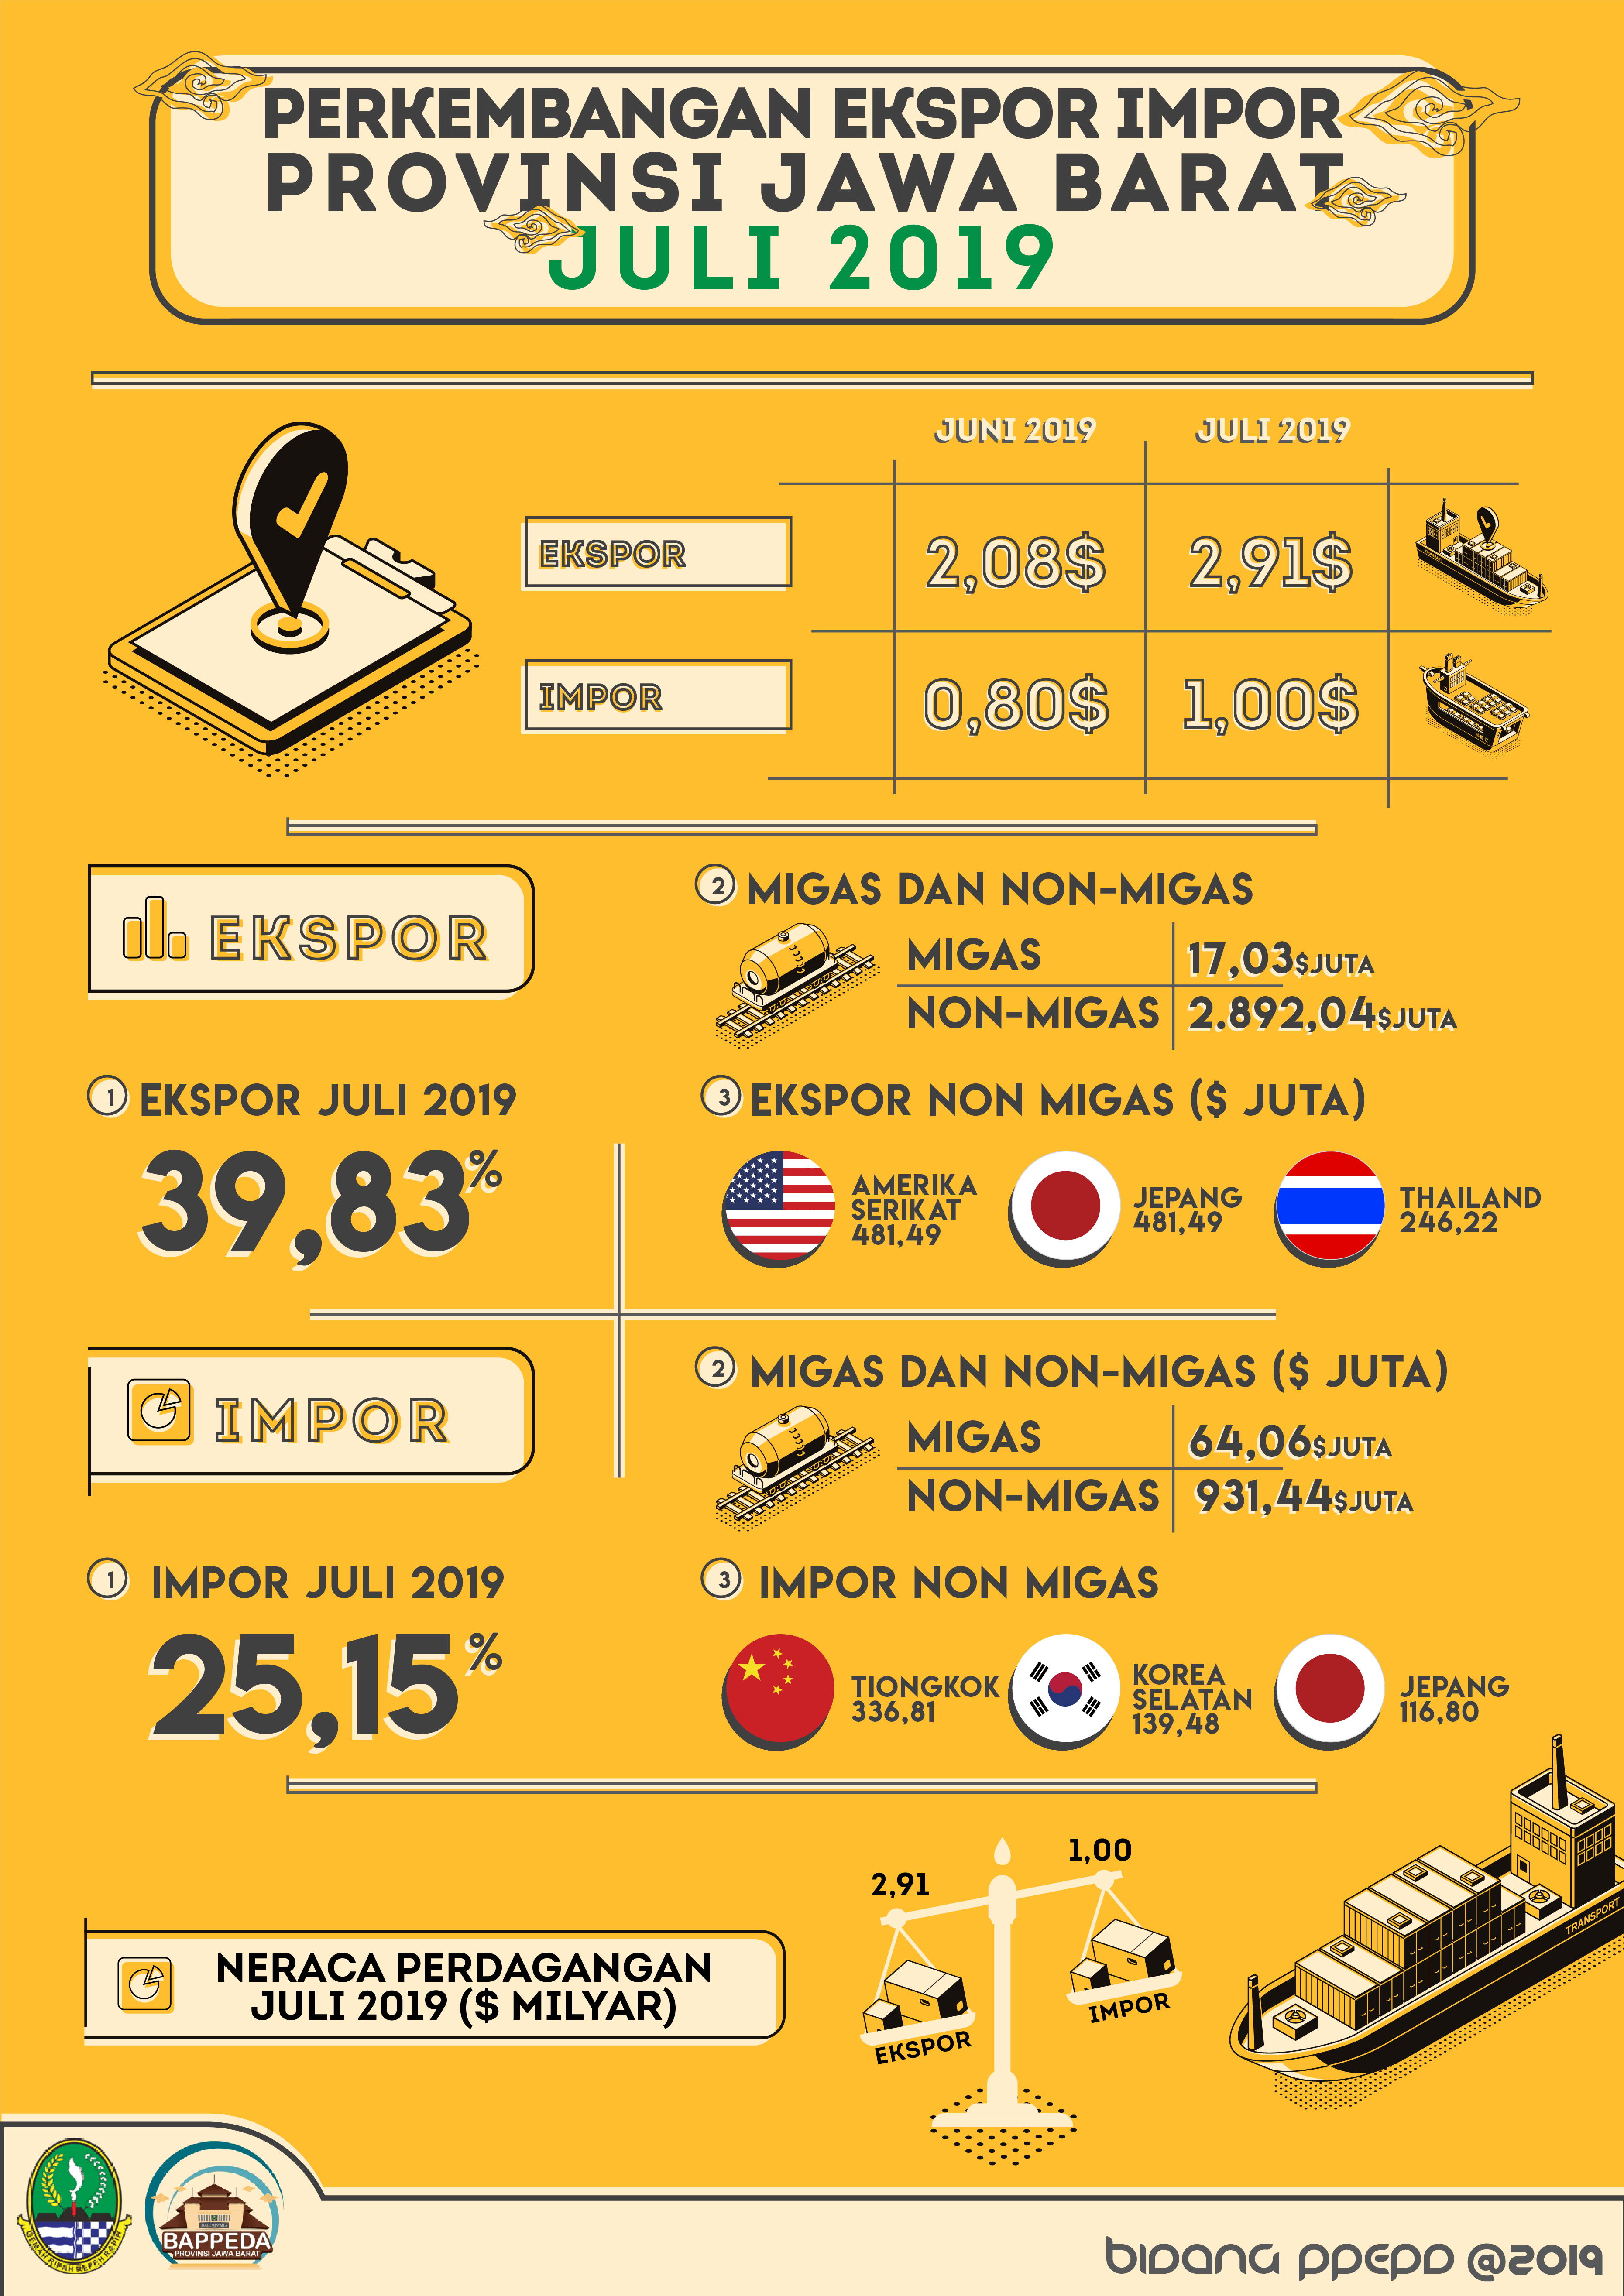 PERKEMBANGAN EKSPOR IMPOR
PROVINSI JAWA BARAT
JULI 2019
JUNI 2019
JULI 2019
EKSPOR
2,08$
2,91$
IMPOR
0,80$
1,00$
EKSPOR
2 MIGAS DAN NON-MIGAS
MIGAS
17,03$JUTA
NON-MIGAS
2.892,04$JUTA
1 EKSPOR JULI 2019
39,83%
3 EKSPOR NON MIGAS ($ JUTA)
AMERIKA
SERIKAT
481,49
JEPANG
481,49
THAILAND
246,22
IMPOR
2 MIGAS DAN NON-MIGAS ($ JUTA)
MIGAS
64,06$JUTA
NON-MIGAS
931,44$JUTA
1 IMPOR JULI 2019
25,15%
3 IMPOR NON MIGAS
TIONGKOK
336,81
KOREA
SELATAN
139,48
JEPANG
116,80
NERACA PERDAGANGAN
JULI 2019 ($ MILYAR)
2,91
1,00
EKSPOR
IMPOR
TRANSPORT
GEMAH RIPAH REPEH RAPIH
BAPPEDA
PROVINSI JAWA BARAT
BIDANG PPEPD @2019